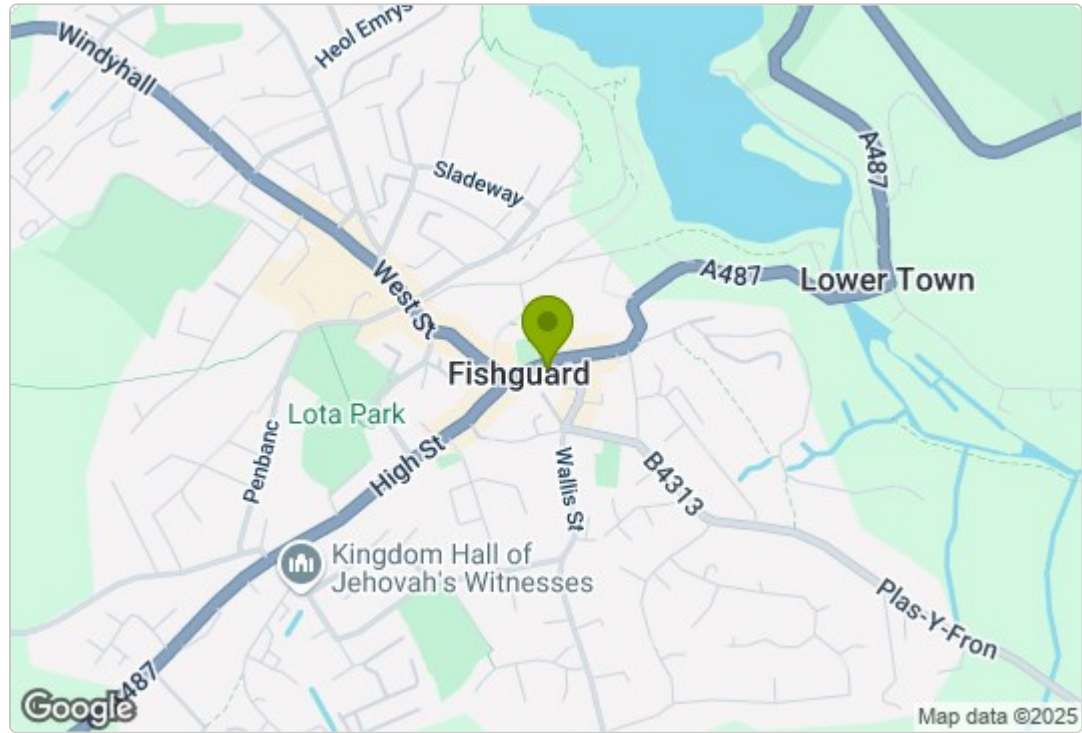 Windyhall
Heol Emrys
Sladeway
A487
West St
A487
Lower Town
Fishguard
Lota Park
Penbanc
High St
Wallis St
B4313
Kingdom Hall of
Jehovah's Witnesses
Plas-Y-Fron
A487
Google
Map data ©2025